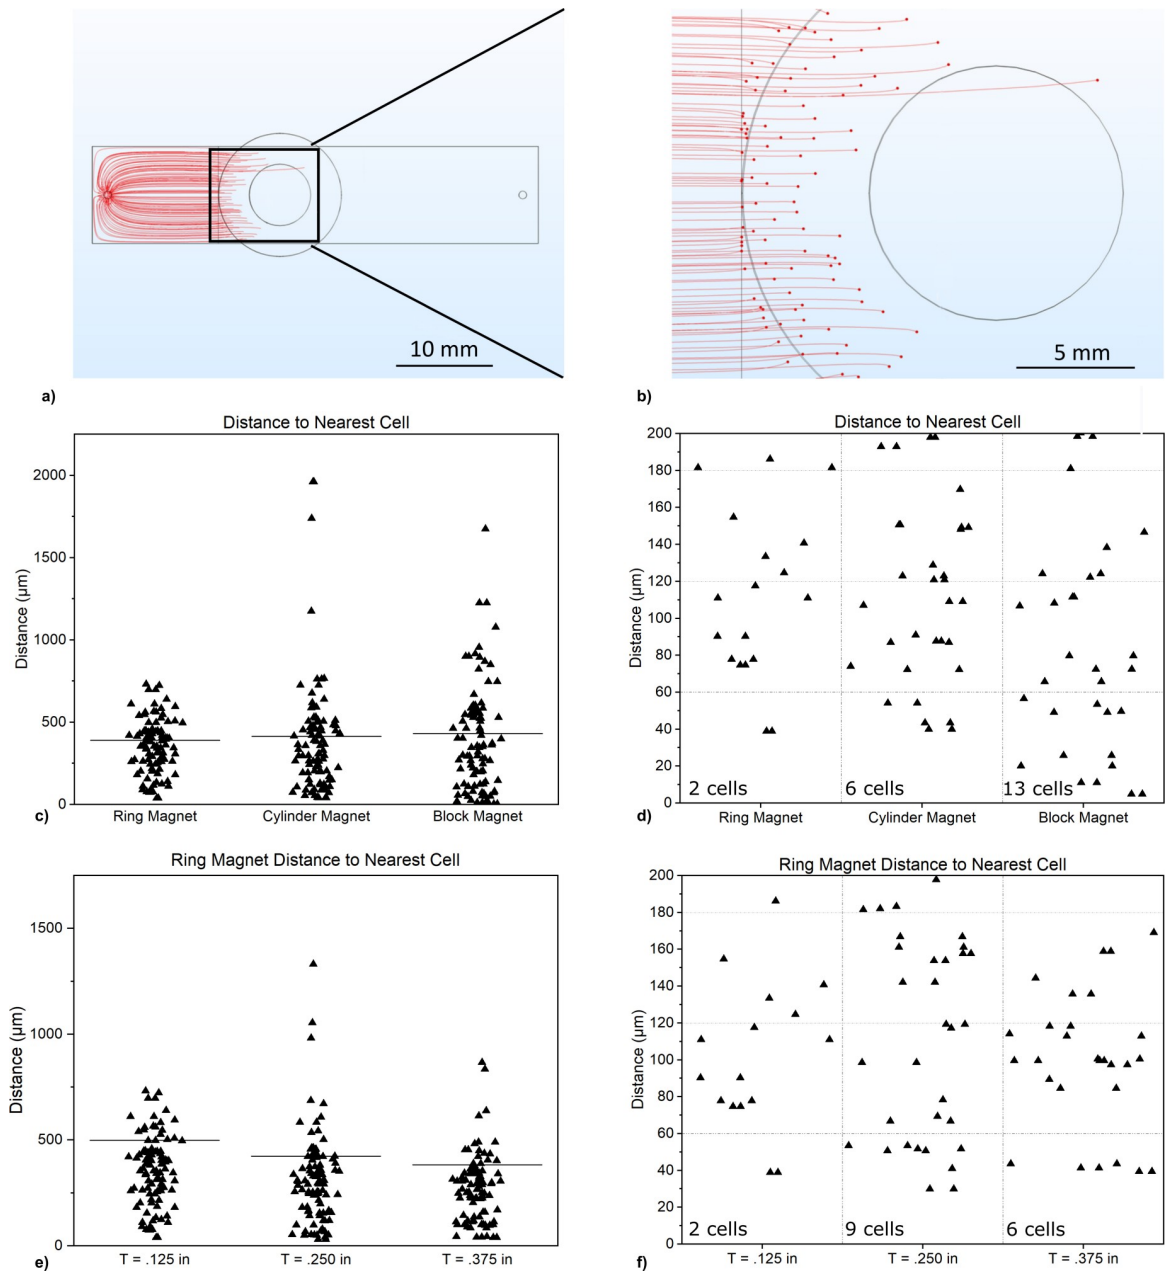 10 mm
5 mm
a)
b)
Distance to Nearest Cell
Distance (µm)
2000
1500
1000
500
0
Ring Magnet
Cylinder Magnet
Block Magnet
c)
Distance to Nearest Cell
Distance (µm)
200
180
160
140
120
100
80
60
40
20
0
2 cells
6 cells
13 cells
Ring Magnet
Cylinder Magnet
Block Magnet
d)
Ring Magnet Distance to Nearest Cell
Distance (µm)
1500
1000
500
0
T = .125 in
T = .250 in
T = .375 in
e)
Ring Magnet Distance to Nearest Cell
Distance (µm)
200
180
160
140
120
100
80
60
40
20
0
2 cells
9 cells
6 cells
T = .125 in
T = .250 in
T = .375 in
f)